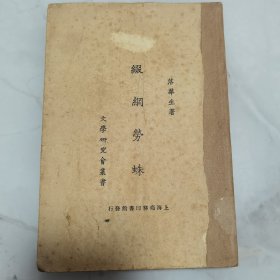 落華生著
綴網勞蛛
文學研究會叢書
行發館書印務商海上